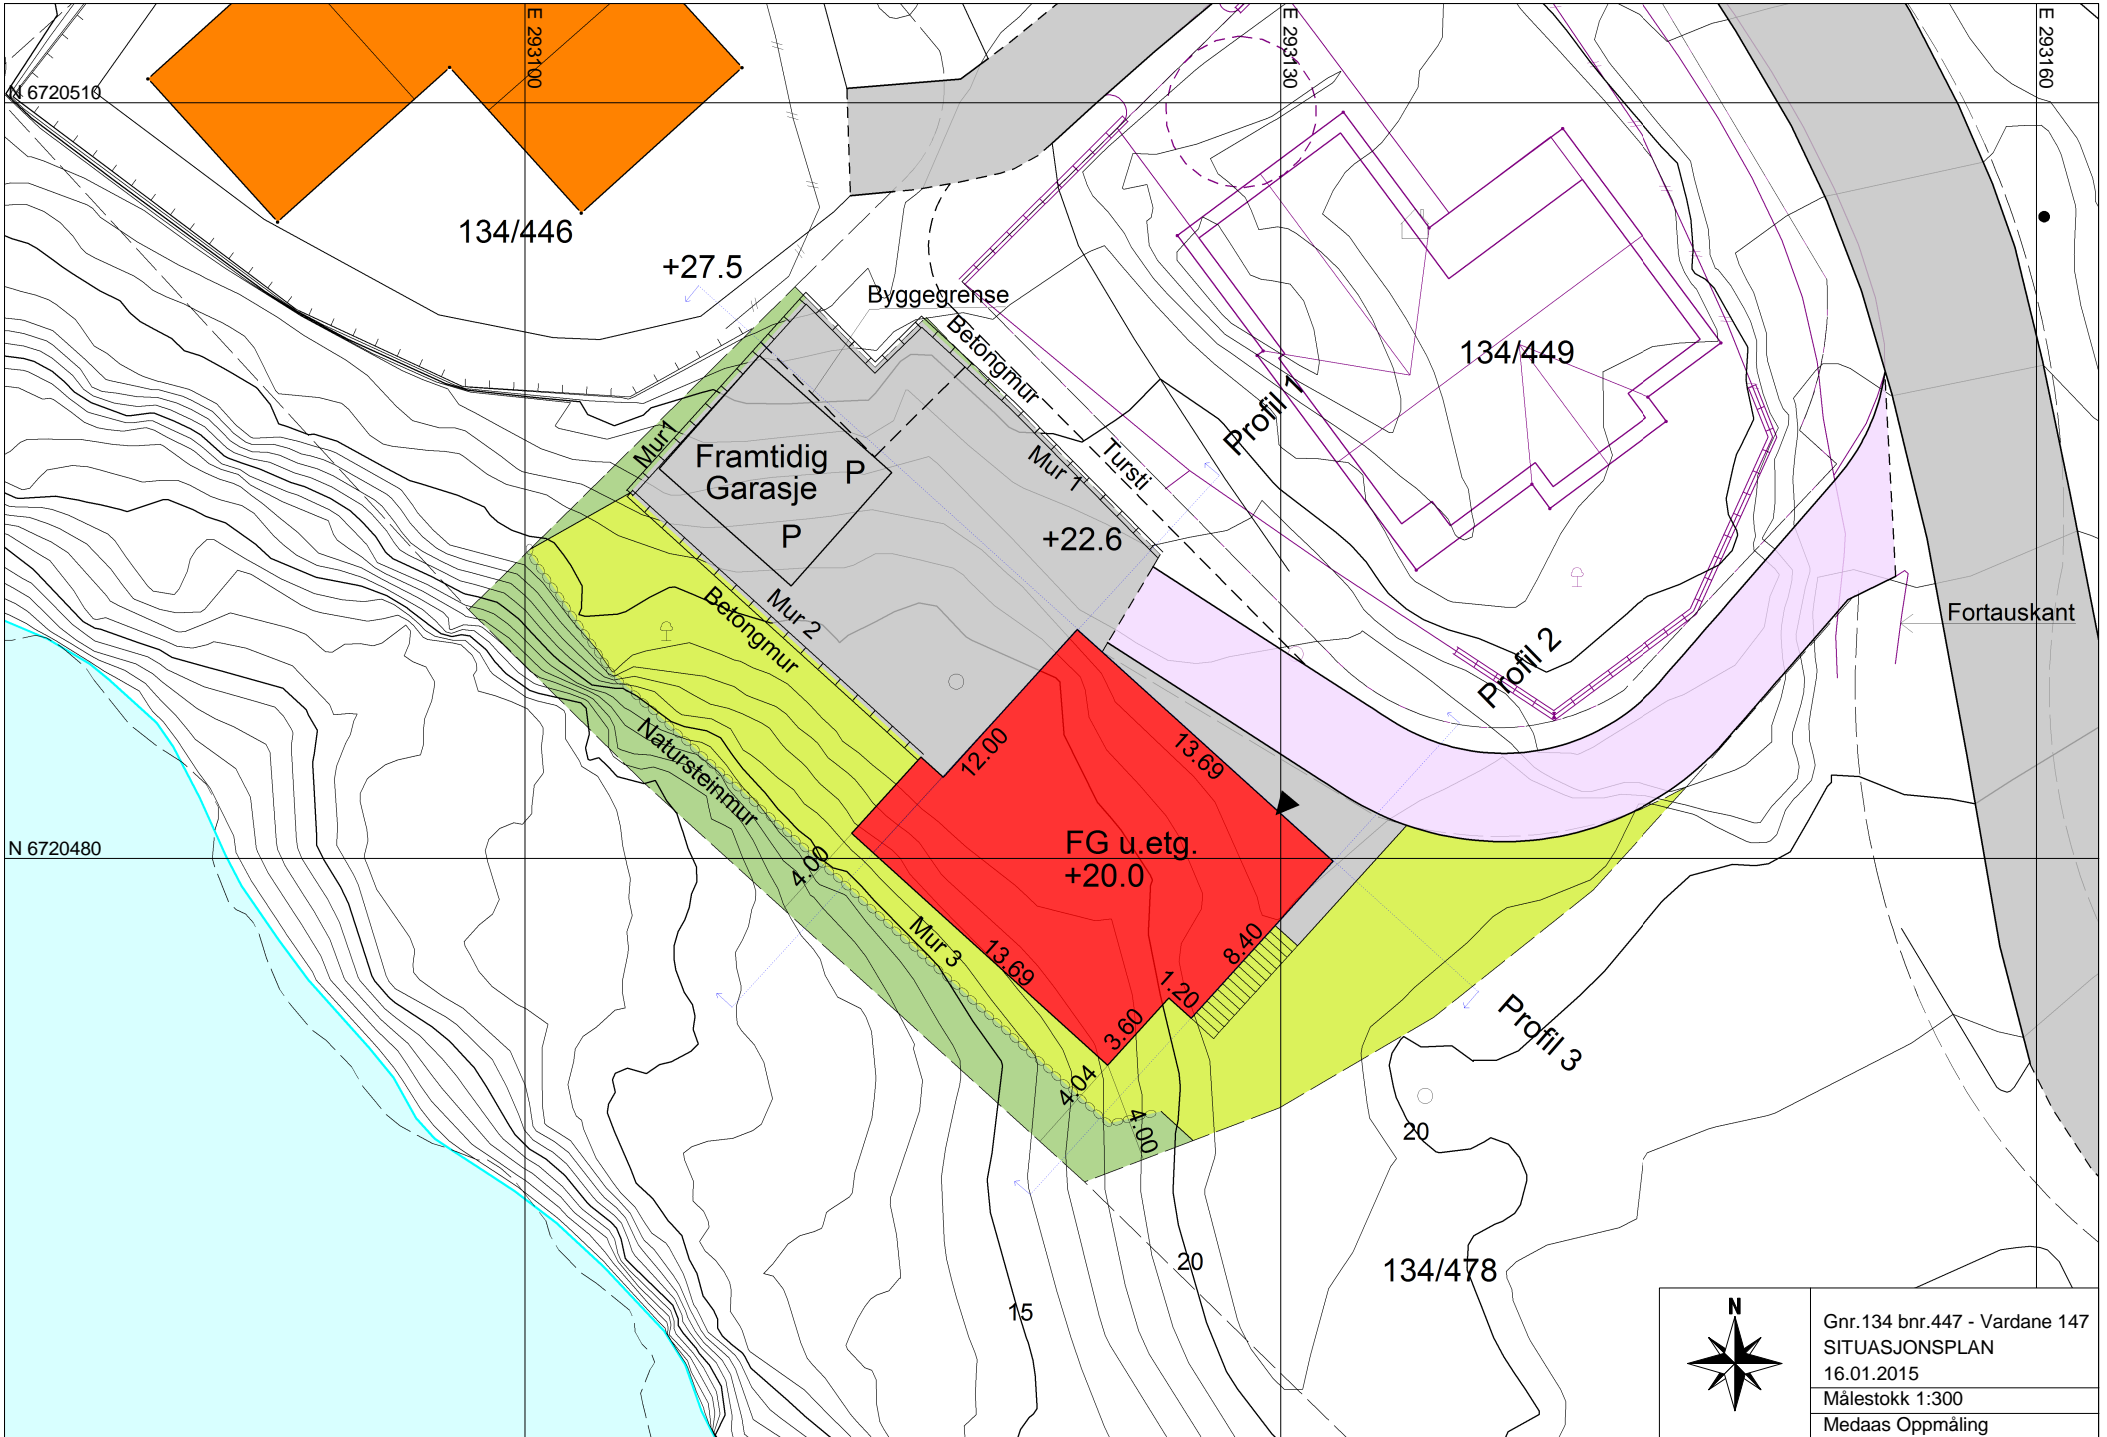 E 293100
E 293130
E 293160
N 6720510
134/446
+27.5
Byggegrense
Betongmur
134/449
Profil 1
Mur1
Framtidig
Garasje
P
P
Mur 1
Tursti
+22.6
Mur 2
Betongmur
Fortauskant
Profil 2
Natursteinmur
12.00
13.69
N 6720480
FG u.etg.
+20.0
4.00
Mur 3
13.69
8.40
1.20
3.60
Profil 3
4.04
4.00
20
20
15
134/478
N
Gnr.134 bnr.447 - Vardane 147
SITUASJONSPLAN
16.01.2015
Målestokk 1:300
Medaas Oppmåling